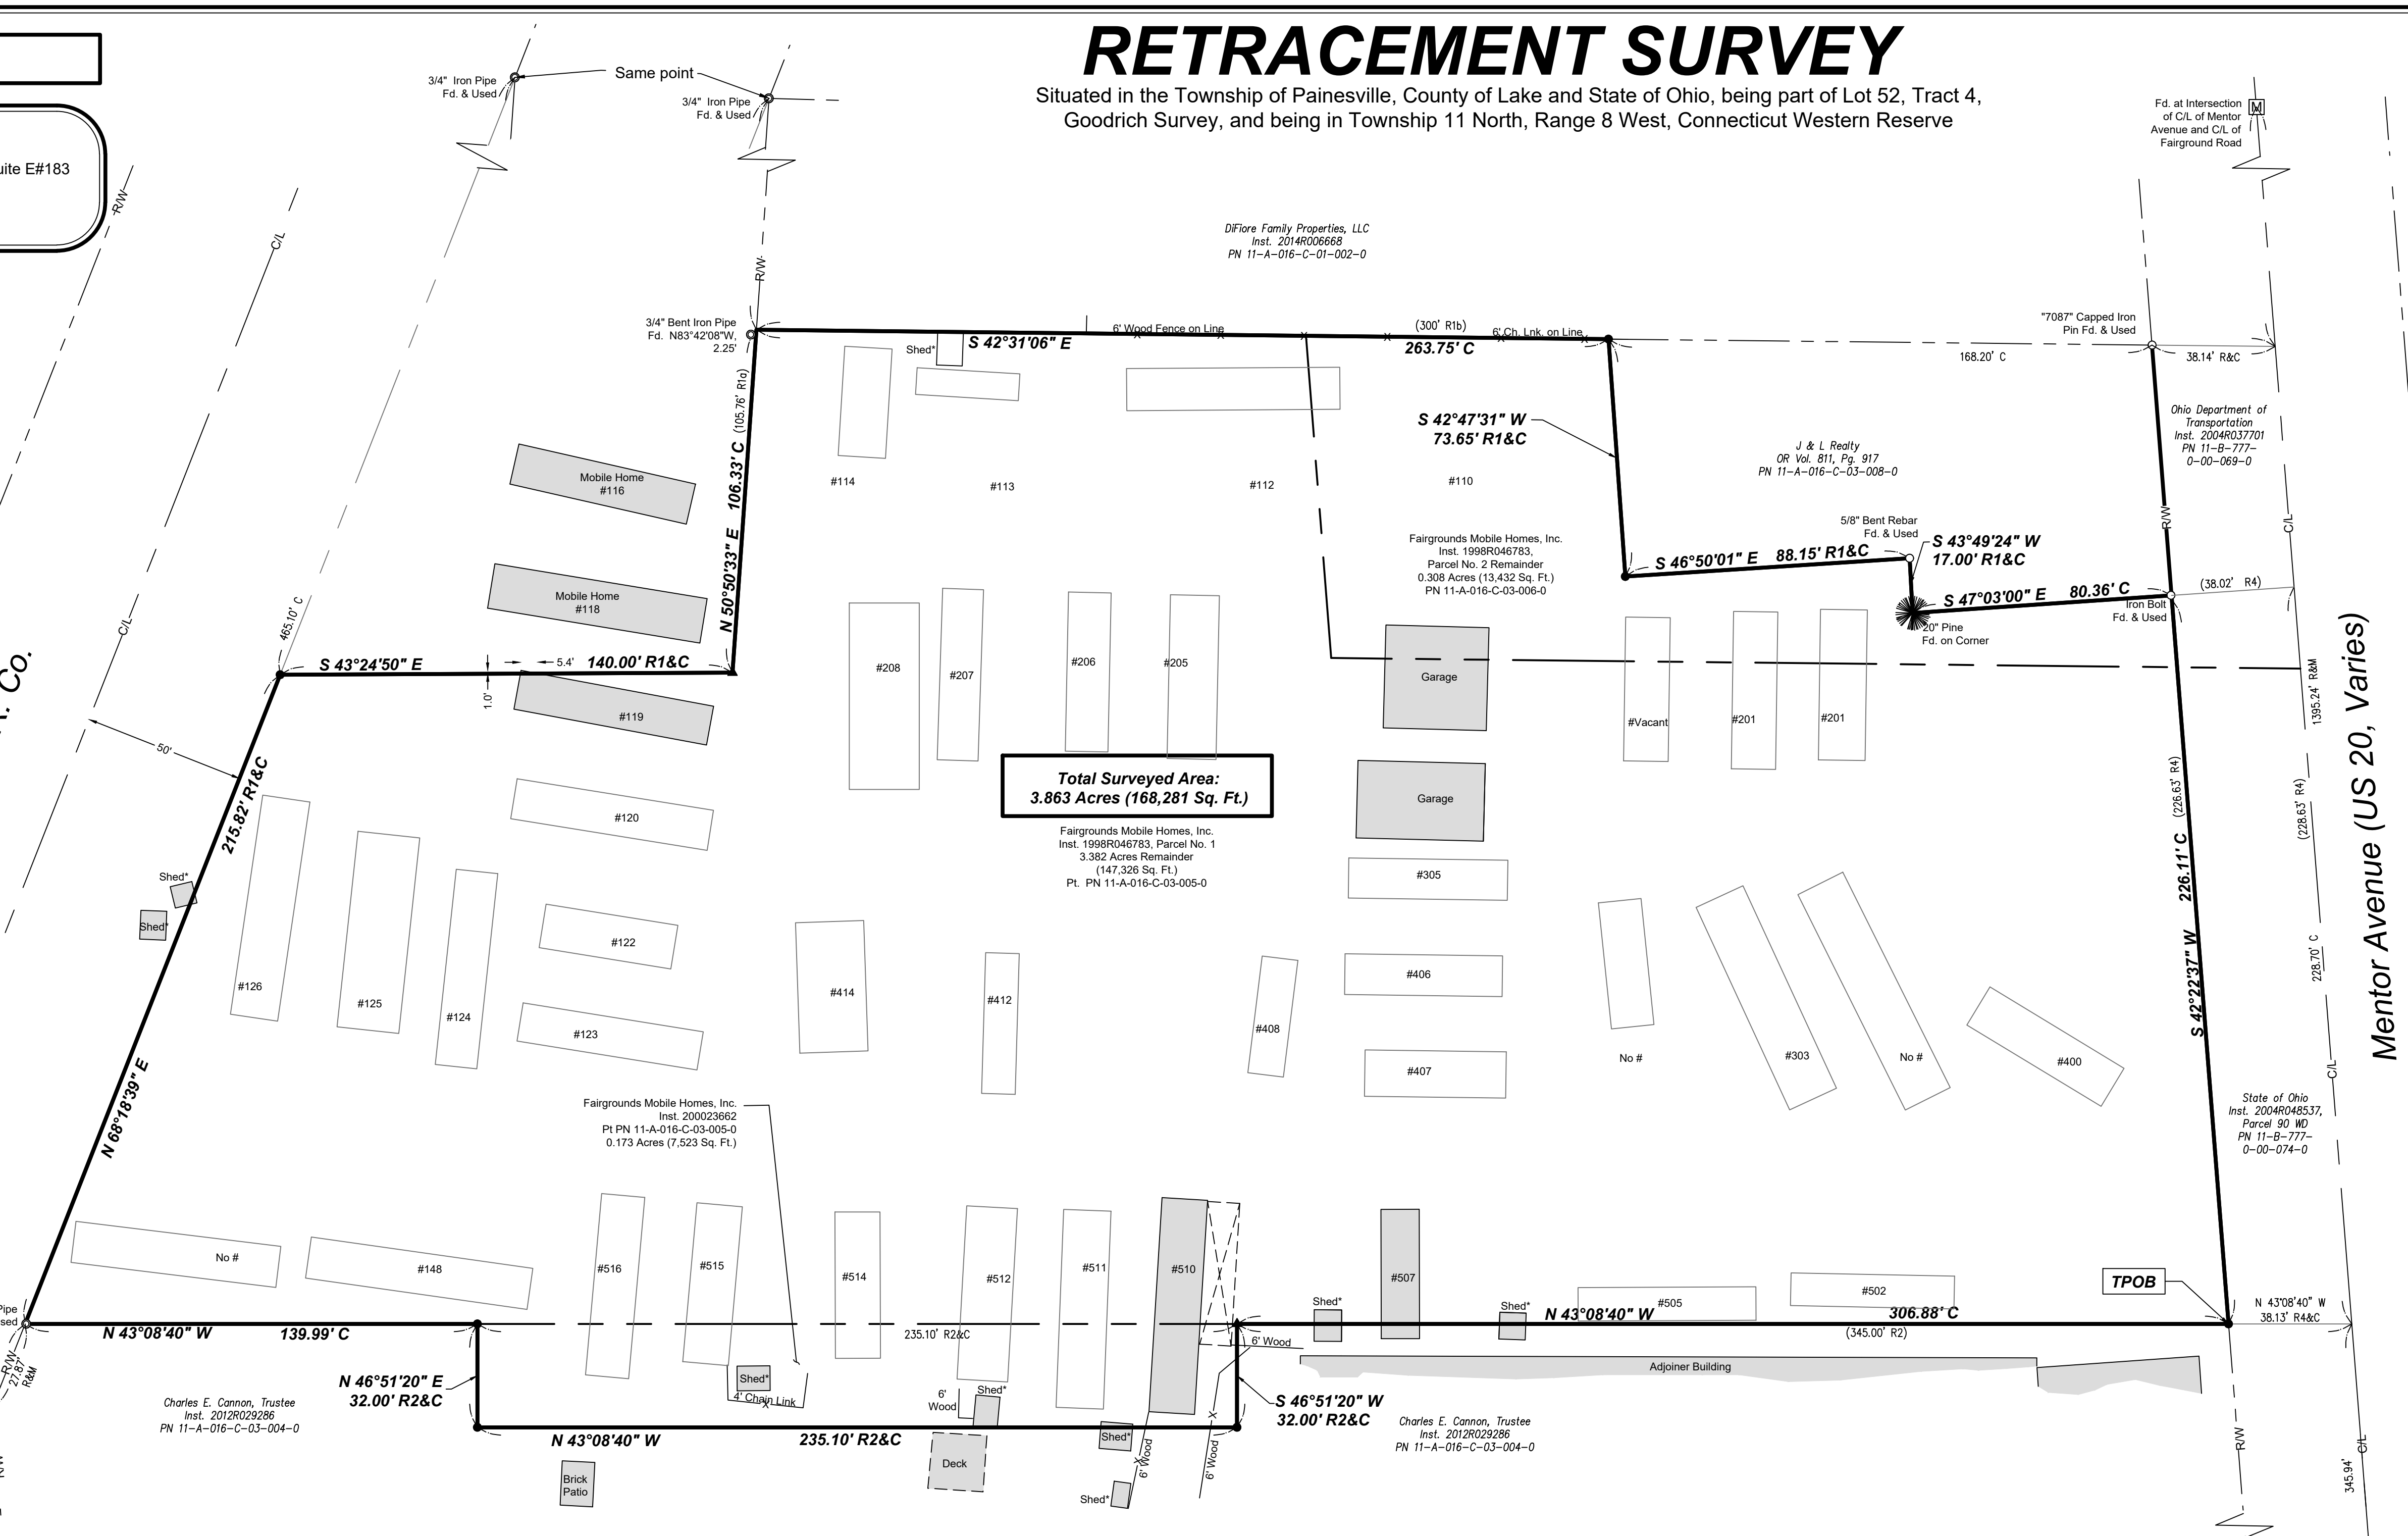 RETRACEMENT SURVEY
Situated in the Township of Painesville, County of Lake and State of Ohio, being part of Lot 52, Tract 4,
Goodrich Survey, and being in Township 11 North, Range 8 West, Connecticut Western Reserve
uite E#183
3/4" Iron Pipe
Fd. & Used
Same point
3/4" Iron Pipe
Fd. & Used
Fd. at Intersection
of C/L of Mentor
Avenue and C/L of
Fairground Road
M
R/W
C/L
R/W
DiFiore Family Properties, LLC
Inst. 2014R006668
PN 11-A-016-C-01-002-0
3/4" Bent Iron Pipe
Fd. N83°42'08"W,
2.25'
Shed*
S 42°31'06" E
6' Wood Fence on Line
(300' R1b)
263.75' C
6' Ch. Lnk. on Line
"7087" Capped Iron
Pin Fd. & Used
168.20' C
38.14' R&C
(105.76' R1a)
N 50°50'33" E 106.33' C
S 42°47'31" W
73.65' R1&C
J & L Realty
OR Vol. 811, Pg. 917
PN 11-A-016-C-03-008-0
Ohio Department of
Transportation
Inst. 2004R037701
PN 11-B-777-
0-00-069-0
Mobile Home
#116
#114
#113
#112
#110
R/W
C/L
Fairgrounds Mobile Homes, Inc.
Inst. 1998R046783,
Parcel No. 2 Remainder
0.308 Acres (13,432 Sq. Ft.)
PN 11-A-016-C-03-006-0
5/8" Bent Rebar
Fd. & Used
S 43°49'24" W
17.00' R1&C
S 46°50'01" E 88.15' R1&C
S 47°03'00" E 80.36' C
(38.02' R4)
Iron Bolt
Fd. & Used
20" Pine
Fd. on Corner
Mobile Home
#118
465.10' C
C/L
. Co.
S 43°24'50" E
5.4'
140.00' R1&C
1.0'
#119
#208
#207
#206
#205
Garage
#Vacant
#201
#201
1395.24' R&M
Mentor Avenue (US 20, Varies)
50'
215.82' R1&C
#120
Total Surveyed Area:
3.863 Acres (168,281 Sq. Ft.)
Fairgrounds Mobile Homes, Inc.
Inst. 1998R046783, Parcel No. 1
3.382 Acres Remainder
(147,326 Sq. Ft.)
Pt. PN 11-A-016-C-03-005-0
Garage
#305
(226.63' R4)
226.11' C
S 42°22'37" W
(228.63' R4)
228.70' C
Shed*
Shed*
#122
#126
#125
#124
#123
#414
#412
#408
#406
#407
No #
#303
No #
#400
C/L
N 68°18'39" E
Fairgrounds Mobile Homes, Inc.
Inst. 200023662
Pt PN 11-A-016-C-03-005-0
0.173 Acres (7,523 Sq. Ft.)
State of Ohio
Inst. 2004R048537,
Parcel 90 WD
PN 11-B-777-
0-00-074-0
No #
#148
#516
#515
#514
#512
#511
#510
#507
#505
#502
TPOB
Pipe
sed
N 43°08'40" W
139.99' C
235.10' R2&C
Shed*
Shed*
N 43°08'40" W
306.88' C
(345.00' R2)
N 43°08'40" W
38.13' R4&C
6' Wood
Adjoiner Building
R/W
27.87'
R&M
N 46°51'20" E
32.00' R2&C
Shed*
4' Chain Link
6'
Wood
Shed*
S 46°51'20" W
32.00' R2&C
Charles E. Cannon, Trustee
Inst. 2012R029286
PN 11-A-016-C-03-004-0
Charles E. Cannon, Trustee
Inst. 2012R029286
PN 11-A-016-C-03-004-0
N 43°08'40" W
235.10' R2&C
Shed*
Deck
Brick
Patio
6' Wood
6' Wood
Shed*
R/W
R/W
C/L
345.94'